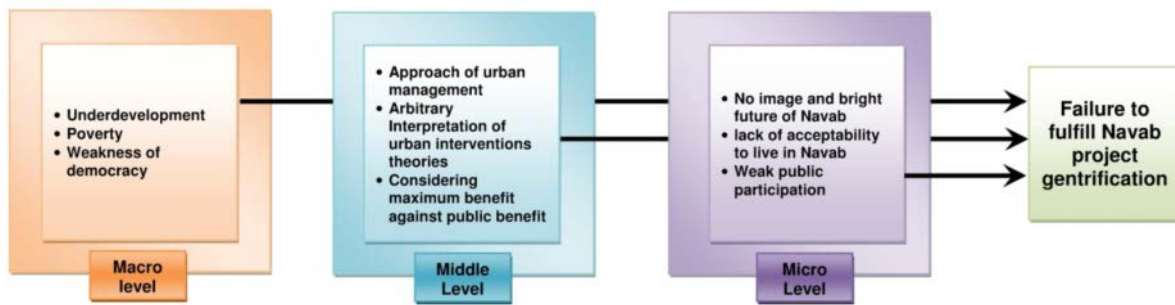 • Underdevelopment
• Poverty
• Weakness of
democracy
Macro
level
• Approach of urban
management
• Arbitrary
Interpretation of
urban interventions
theories
• Considering
maximum benefit
against public benefit
Middle
Level
• No image and bright
future of Navab
• lack of acceptability
to live in Navab
• Weak public
participation
Micro
Level
Failure to
fulfill Navab
project
gentrification